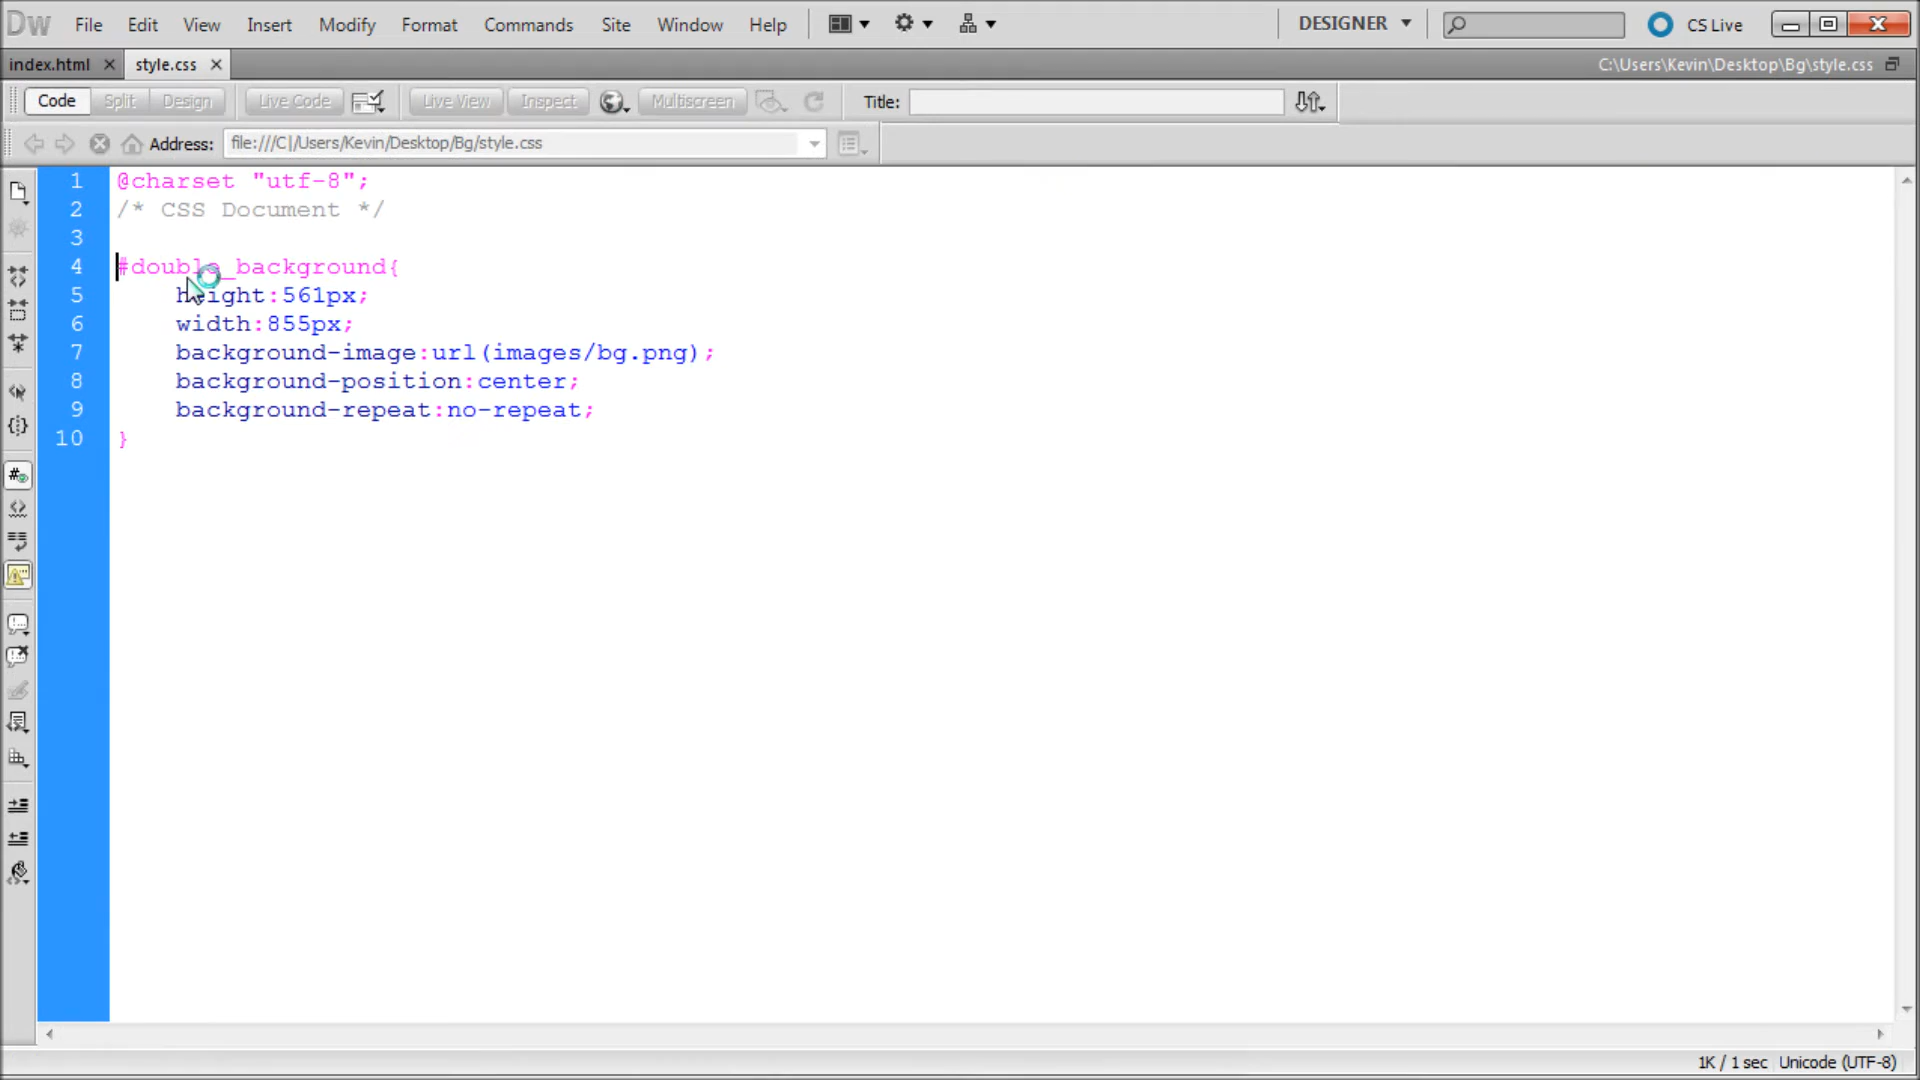 Dw File Edit View Insert Modify Format Commands Site Window Help DESIGNER CS Live
index.html style.css C:\Users\Kevin\Desktop\Bg\style.css
Code Split Design Live Code Live View Inspect Multiscreen Title:
Address: file:///C|/Users/Kevin/Desktop/Bg/style.css
1 @charset "utf-8";
2 /* CSS Document */
3
4 #double_background{
5 height:561px;
6 width:855px;
7 background-image:url(images/bg.png);
8 background-position:center;
9 background-repeat:no-repeat;
10 }
1K / 1 sec Unicode (UTF-8)